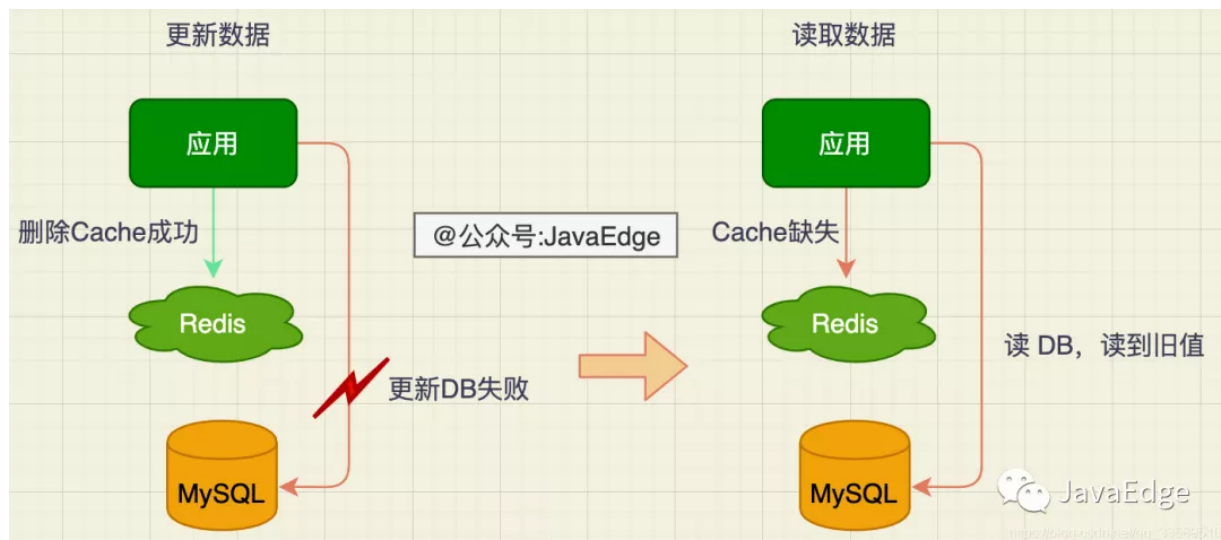 更新数据
读取数据
应用
应用
删除Cache成功
@公众号:JavaEdge
Cache缺失
Redis
Redis
读 DB，读到旧值
更新DB失败
MySQL
MySQL
JavaEdge